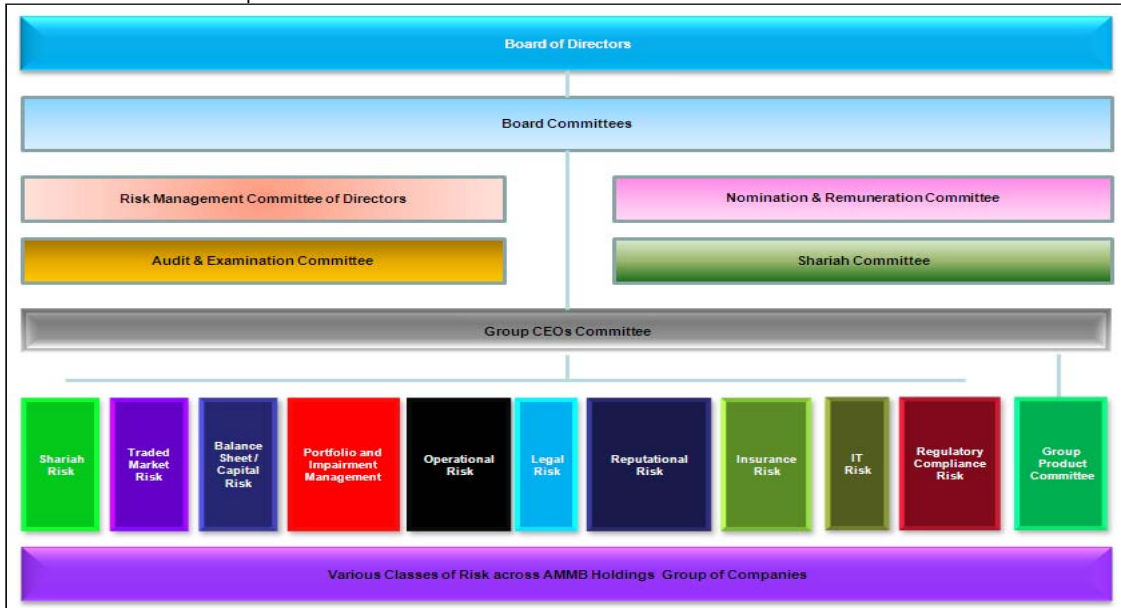 Board of Directors
Board Committees
Risk Management Committee of Directors
Nomination & Remuneration Committee
Audit & Examination Committee
Shariah Committee
Group CEOs Committee
Shariah
Risk
Traded
Market
Risk
Balance
Sheet /
Capital
Risk
Portfolio and
Impairment
Management
Operational
Risk
Legal
Risk
Reputational
Risk
Insurance
Risk
IT
Risk
Regulatory
Compliance
Risk
Group
Product
Committee
Various Classes of Risk across AMMB Holdings Group of Companies